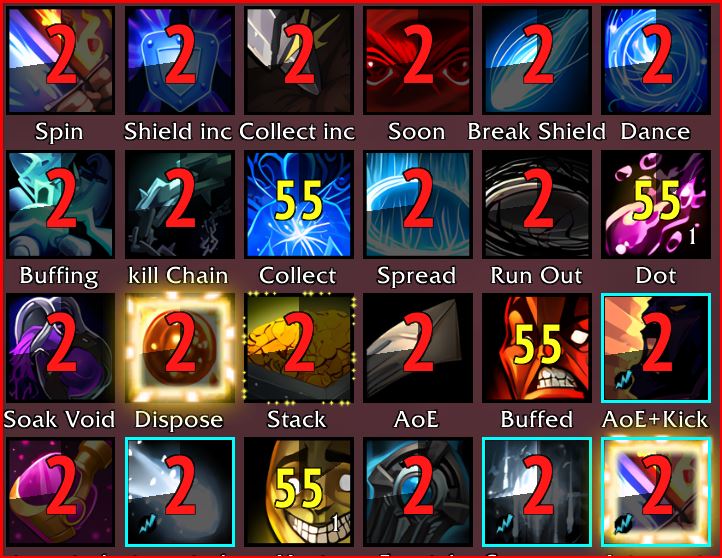 2 2 2 2 2 2
Spin Shield inc Collect inc Soon Break Shield Dance
2 2 55 2 2 55 1
Buffing kill Chain Collect Spread Run Out Dot
2 2 2 2 55 2
Soak Void Dispose Stack AoE Buffed AoE+Kick
2 2 55 1 2 2 2